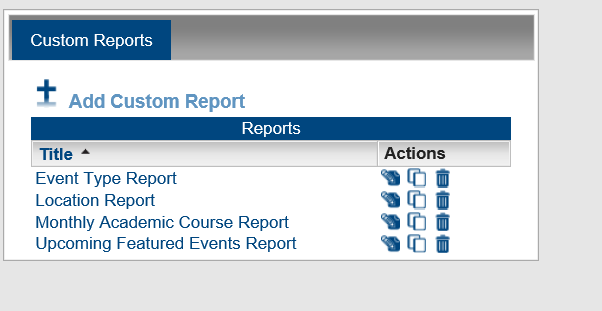 Custom Reports
Add Custom Report
Reports
Title Actions
Event Type Report
Location Report
Monthly Academic Course Report
Upcoming Featured Events Report